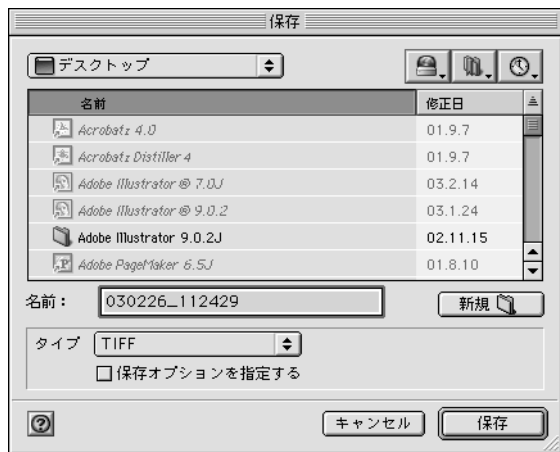 保存
デスクトップ
名前 修正日
Acrobat™ 4.0 01.9.7
Acrobat™ Distiller 4 01.9.7
Adobe Illustrator ® 7.0J 03.2.14
Adobe Illustrator ® 9.0.2 03.1.24
Adobe Illustrator 9.0.2J 02.11.15
Adobe PageMaker 6.5J 01.8.10
名前： 030226_112429 新規
タイプ TIFF
保存オプションを指定する
キャンセル 保存